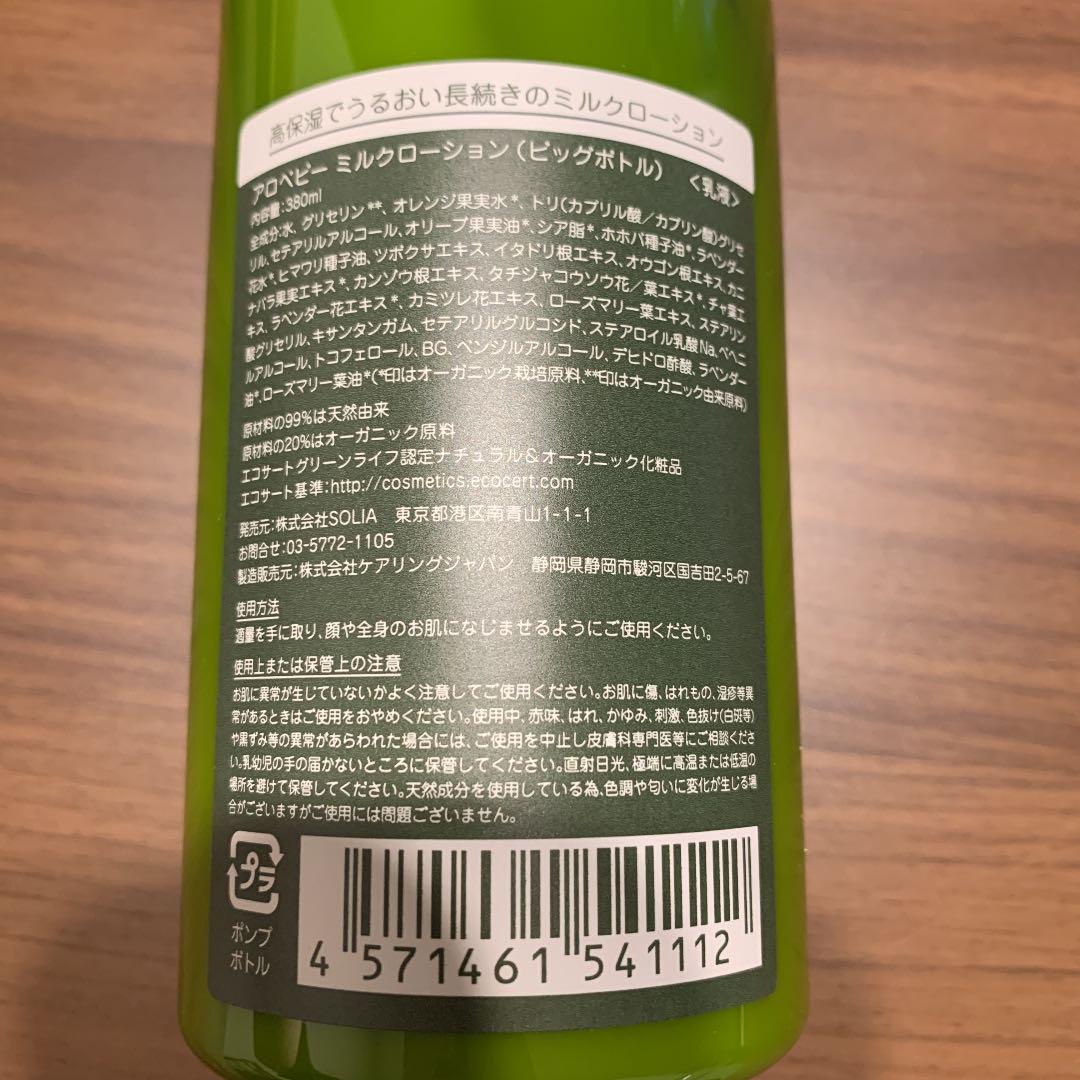 高保湿でうるおい長続きのミルクローション
アロベビー ミルクローション（ビッグボトル） <乳液>
内容量:380ml
全成分:水、グリセリン**、オレンジ果実水*、トリ(カプリル酸／カプリン酸)グリセ
リル、セテアリルアルコール、オリーブ果実油*、シア脂*、ホホバ種子油*、ラベンダー
花水*、ヒマワリ種子油、ツボクサエキス、イタドリ根エキス、オウゴン根エキス、カニ
ナバラ果実エキス*、カンゾウ根エキス、タチジャコウソウ花／葉エキス*、チャ葉エ
キス、ラベンダー花エキス*、カミツレ花エキス、ローズマリー葉エキス、ステアリン
酸グリセリル、キサンタンガム、セテアリルグルコシド、ステアロイル乳酸Na、ベヘニ
ルアルコール、トコフェロール、BG、ベンジルアルコール、デヒドロ酢酸、ラベンダー
油*、ローズマリー葉油*(*印はオーガニック栽培原料、**印はオーガニック由来原料)
原材料の99%は天然由来
原材料の20%はオーガニック原料
エコサートグリーンライフ認定ナチュラル＆オーガニック化粧品
エコサート基準:http://cosmetics.ecocert.com
発売元:株式会社SOLIA 東京都港区南青山1-1-1
お問合せ:03-5772-1105
製造販売元:株式会社ケアリングジャパン 静岡県静岡市駿河区国吉田2-5-67
使用方法
適量を手に取り、顔や全身のお肌になじませるようにご使用ください。
使用上または保管上の注意
お肌に異常が生じていないかよく注意してご使用ください。お肌に傷、はれもの、湿疹等異
常があるときはご使用をおやめください。使用中、赤味、はれ、かゆみ、刺激、色抜け(白斑等)
や黒ずみ等の異常があらわれた場合には、ご使用を中止し皮膚科専門医等にご相談くださ
い。乳幼児の手の届かないところに保管してください。直射日光、極端に高温または低温の
場所を避けて保管してください。天然成分を使用している為、色調や匂いに変化が生じる場
合がございますがご使用には問題ございません。
プラ
ポンプ
ボトル
4 571461 541112